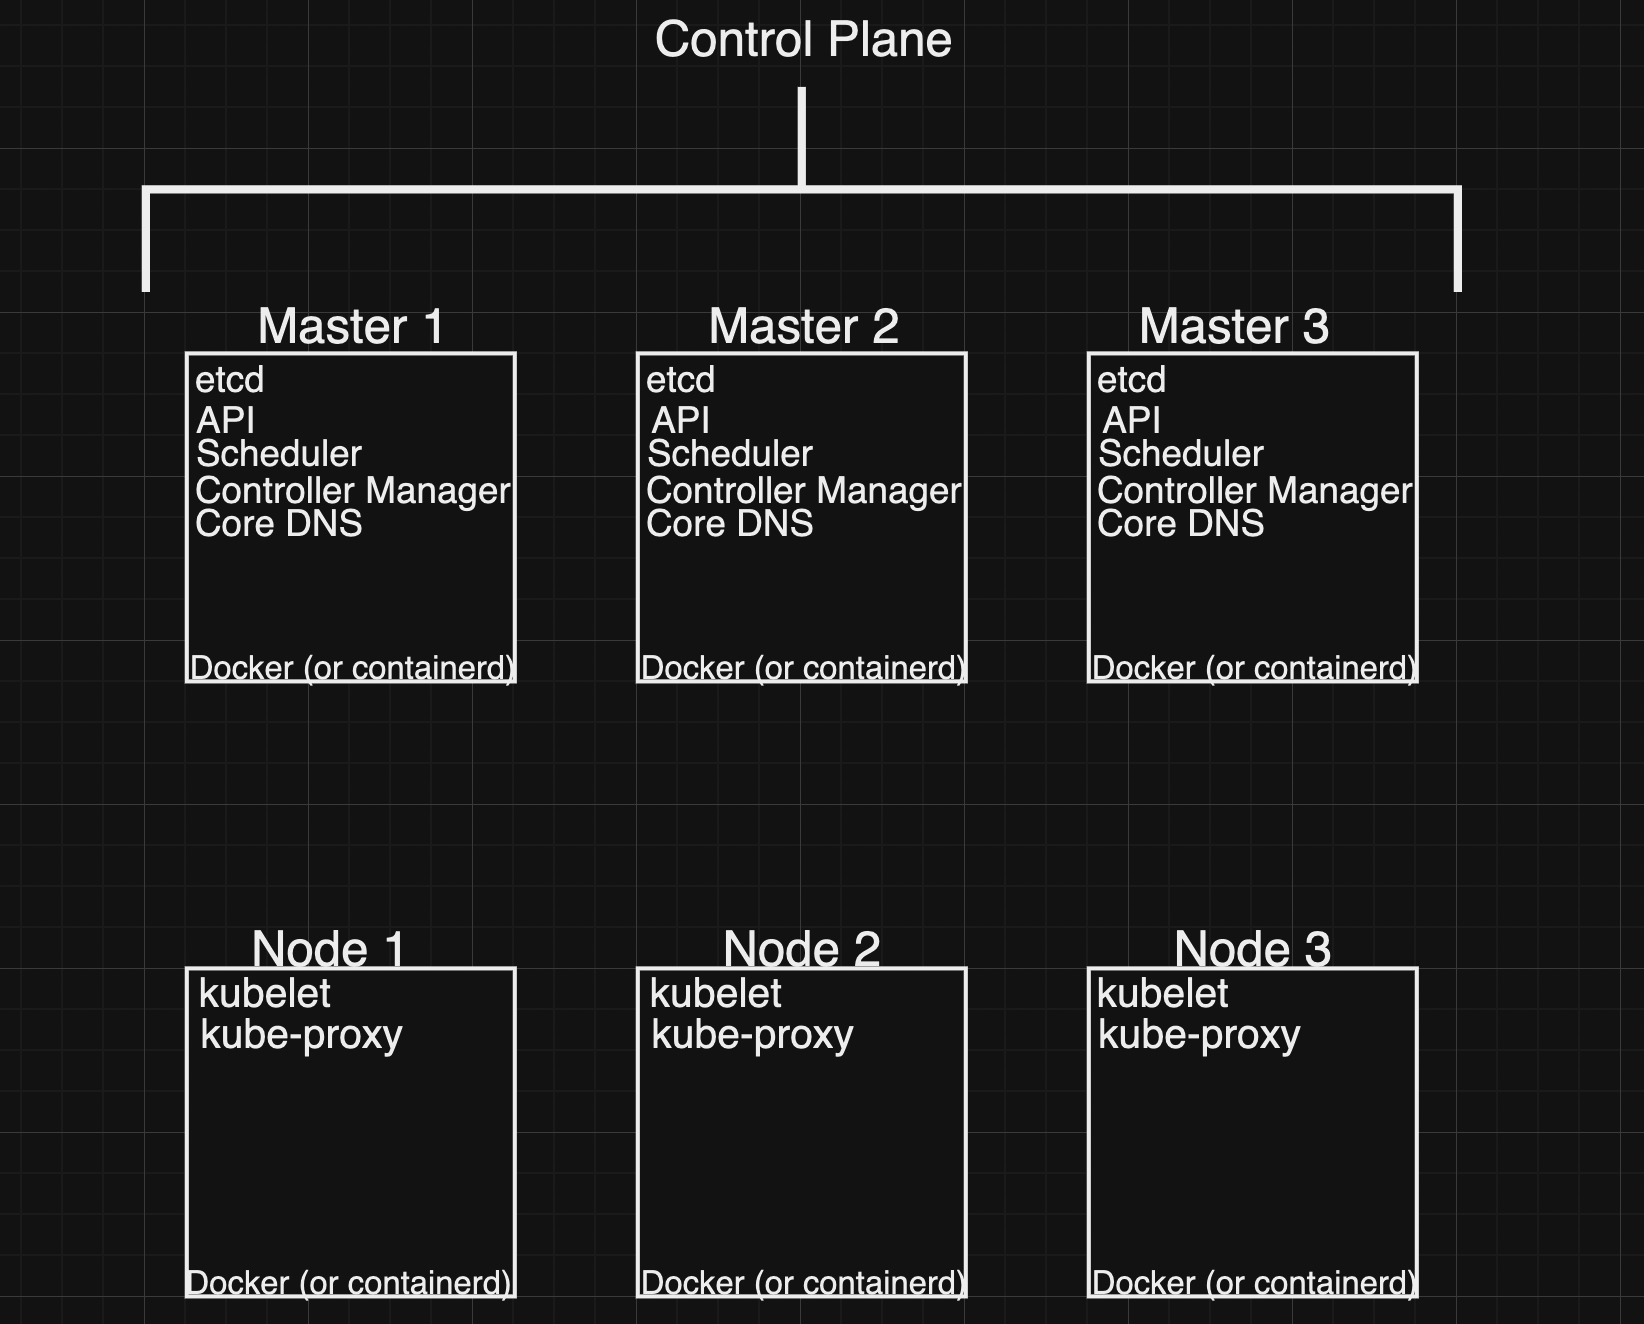 Control Plane
Master 1
etcd
API
Scheduler
Controller Manager
Core DNS
Docker (or containerd)
Master 2
etcd
API
Scheduler
Controller Manager
Core DNS
Docker (or containerd)
Master 3
etcd
API
Scheduler
Controller Manager
Core DNS
Docker (or containerd)
Node 1
kubelet
kube-proxy
Docker (or containerd)
Node 2
kubelet
kube-proxy
Docker (or containerd)
Node 3
kubelet
kube-proxy
Docker (or containerd)